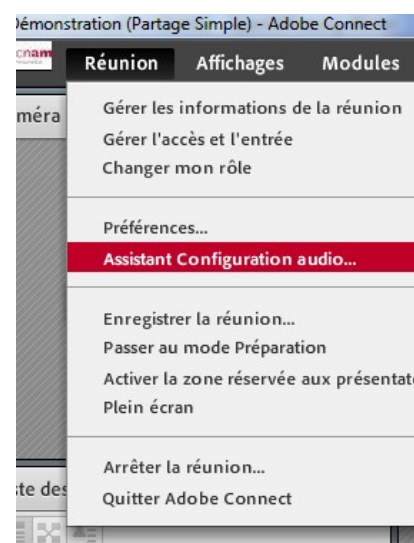 Démonstration (Partage Simple) - Adobe Connect
cnam
Réunion Affichages Modules
méra
Gérer les informations de la réunion
Gérer l'accès et l'entrée
Changer mon rôle
Préférences...
Assistant Configuration audio...
Enregistrer la réunion...
Passer au mode Préparation
Activer la zone réservée aux présentat
Plein écran
Arrêter la réunion...
ste des
Quitter Adobe Connect